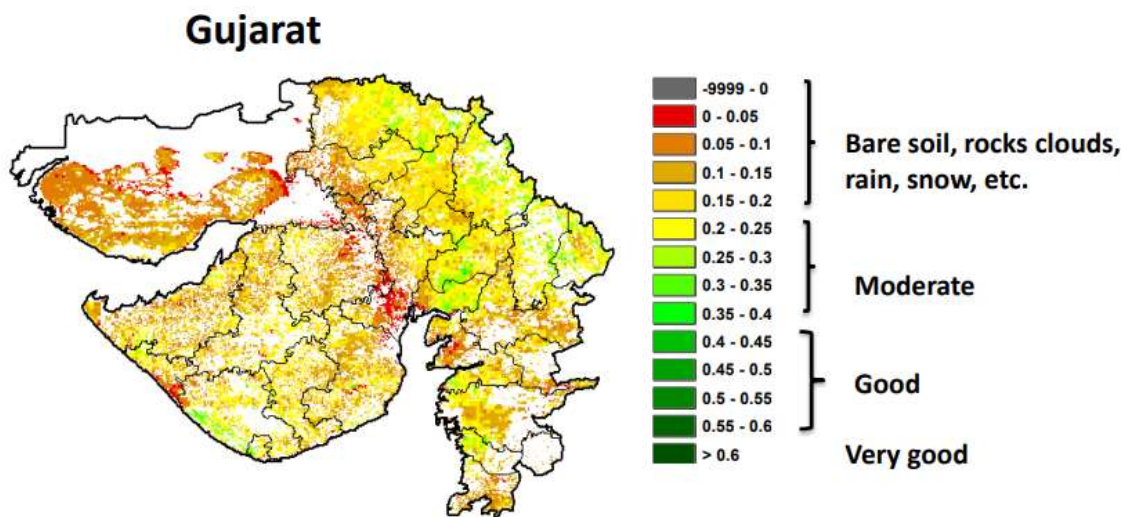 Gujarat
-9999 - 0
0 - 0.05
0.05 - 0.1
0.1 - 0.15
0.15 - 0.2
0.2 - 0.25
0.25 - 0.3
0.3 - 0.35
0.35 - 0.4
0.4 - 0.45
0.45 - 0.5
0.5 - 0.55
0.55 - 0.6
> 0.6
Bare soil, rocks clouds,
rain, snow, etc.
Moderate
Good
Very good